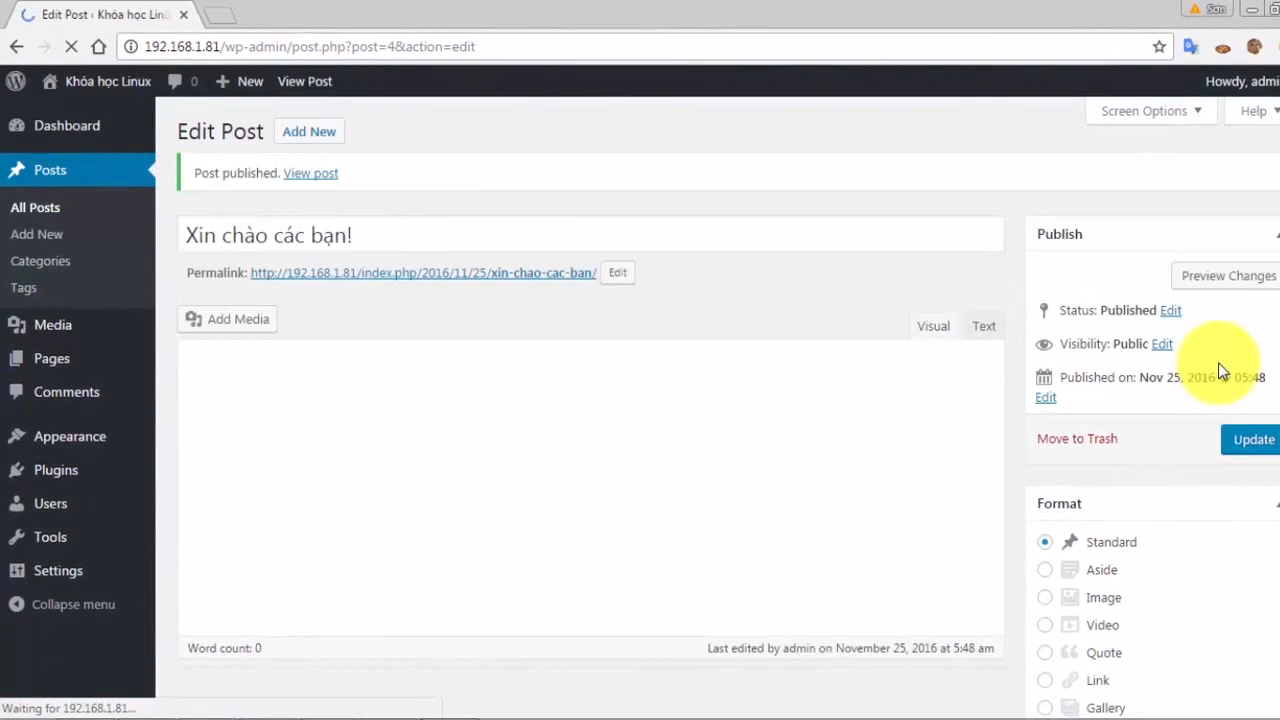 Edit Post ‹ Khóa học Linu
Sơn
192.168.1.81/wp-admin/post.php?post=4&action=edit
Khóa học Linux 0 New View Post Howdy, admi
Screen Options Help
Dashboard
Posts
All Posts
Add New
Categories
Tags
Media
Pages
Comments
Appearance
Plugins
Users
Tools
Settings
Collapse menu
Edit Post Add New
Post published. View post
Xin chào các bạn!
Permalink: http://192.168.1.81/index.php/2016/11/25/xin-chao-cac-ban/ Edit
Add Media
Visual Text
Word count: 0
Last edited by admin on November 25, 2016 at 5:48 am
Publish
Preview Changes
Status: Published Edit
Visibility: Public Edit
Published on: Nov 25, 2016 05:48
Edit
Move to Trash Update
Format
Standard
Aside
Image
Video
Quote
Link
Gallery
Waiting for 192.168.1.81...